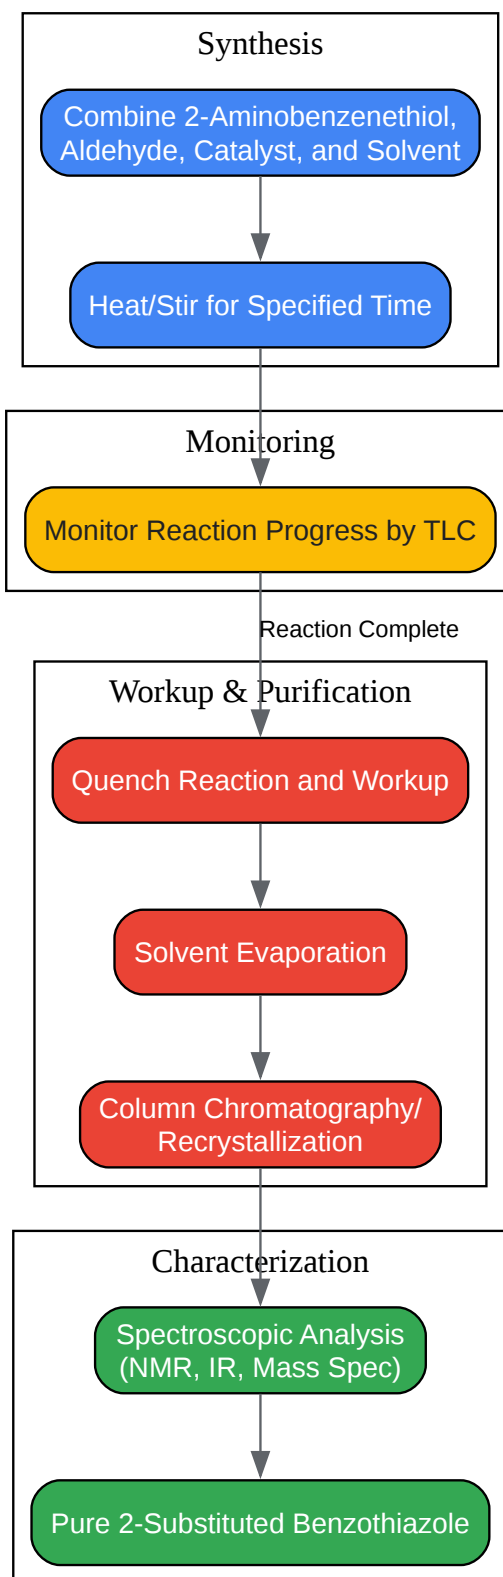 Synthesis
Combine 2-Aminobenzenethiol,
Aldehyde, Catalyst, and Solvent
Heat/Stir for Specified Time
Monitoring
Monitor Reaction Progress by TLC
Reaction Complete
Workup & Purification
Quench Reaction and Workup
Solvent Evaporation
Column Chromatography/
Recrystallization
Characterization
Spectroscopic Analysis
(NMR, IR, Mass Spec)
Pure 2-Substituted Benzothiazole